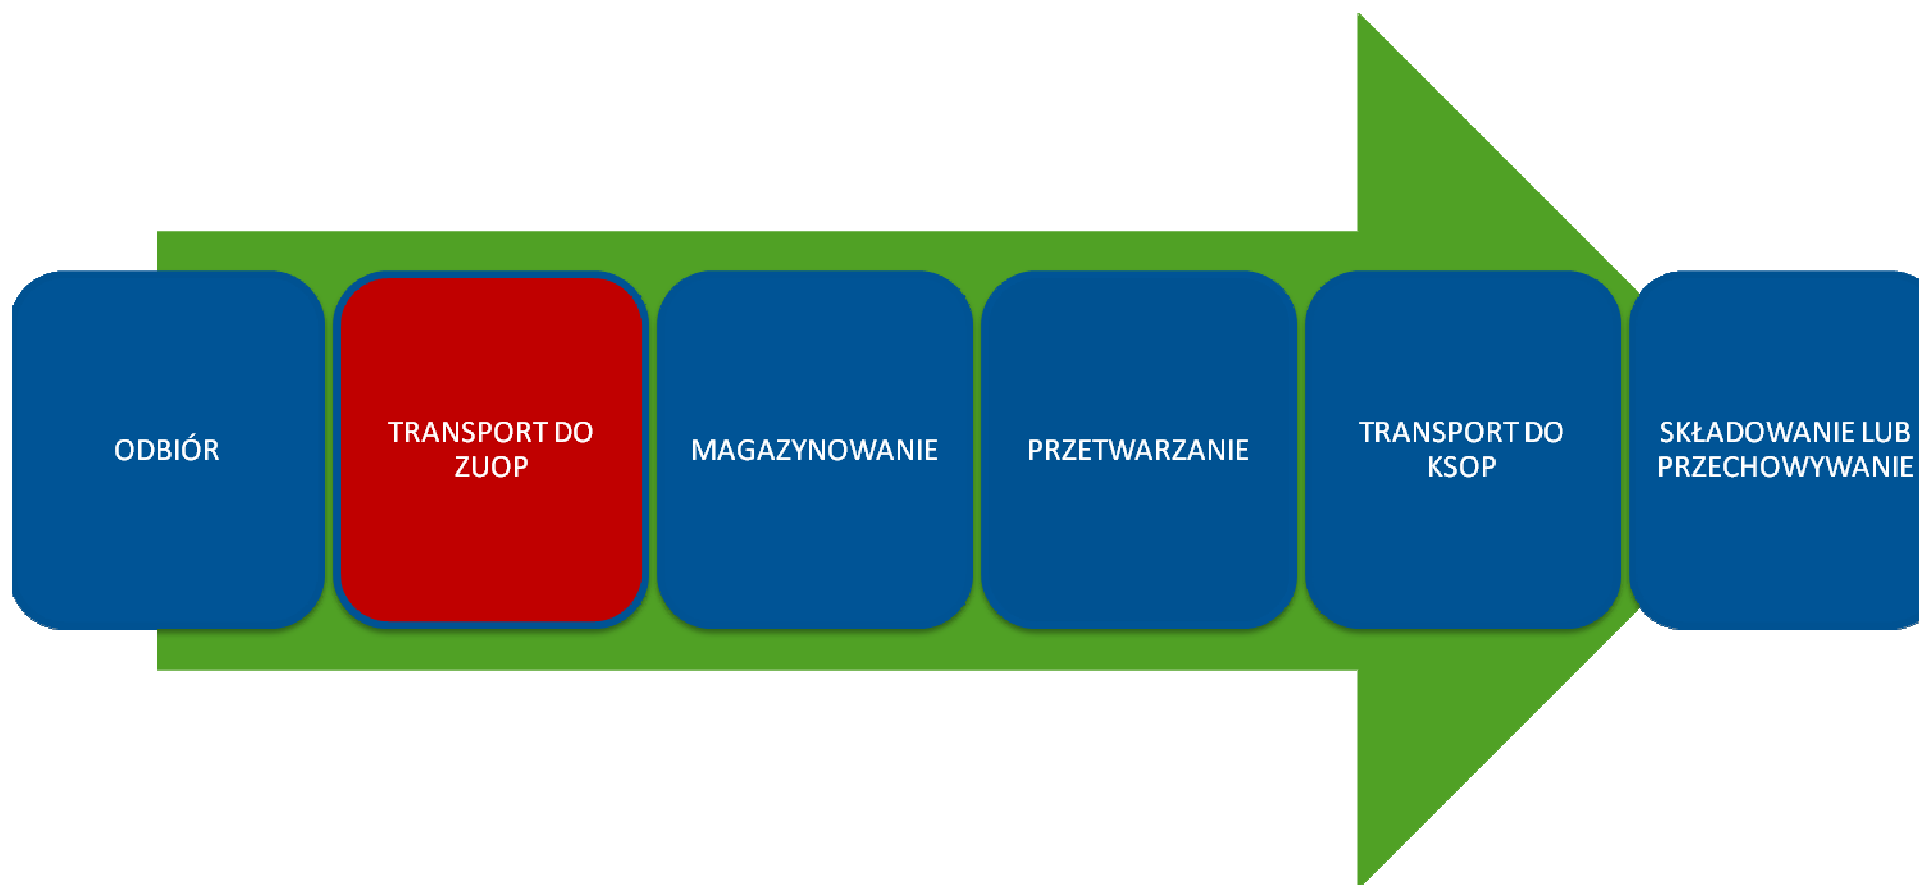 ODBIÓR
TRANSPORT DO
ZUOP
MAGAZYNOWANIE
PRZETWARZANIE
TRANSPORT DO
KSOP
SKŁADOWANIE LUB
PRZECHOWYWANIE